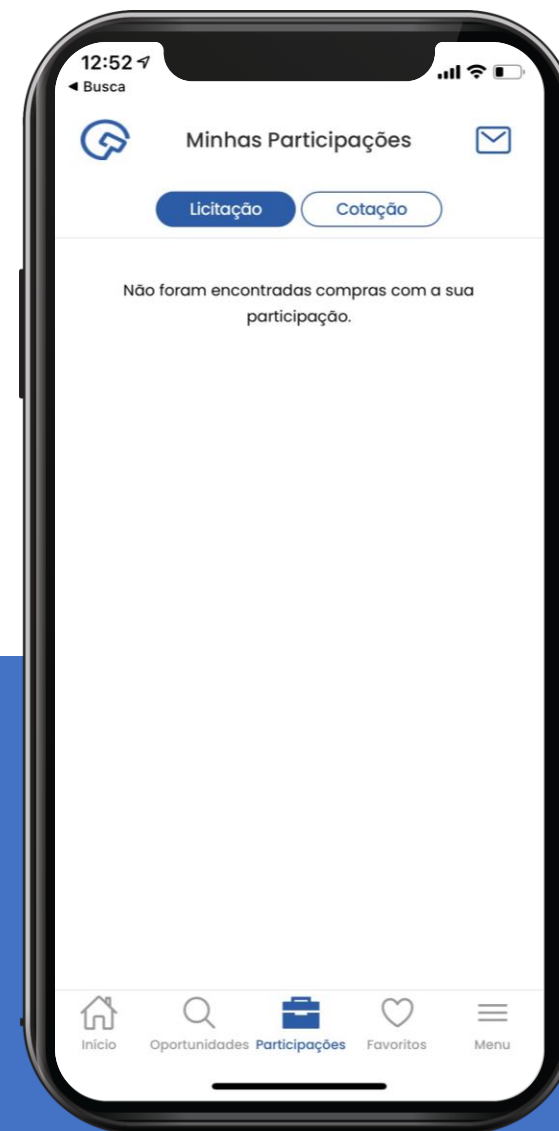 12:52
Busca
Minhas Participações
Licitação Cotação
Não foram encontradas compras com a sua
participação.
Início Oportunidades Participações Favoritos Menu